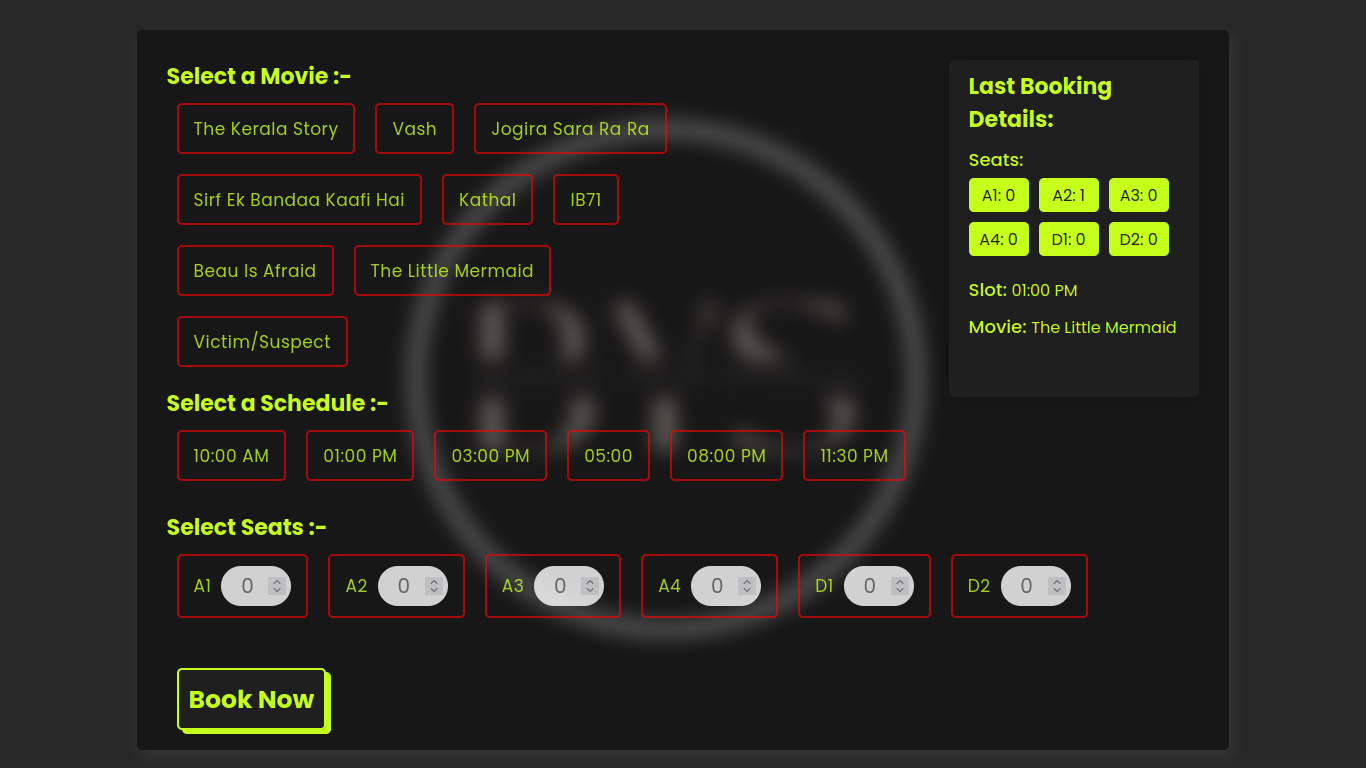 Select a Movie :-
The Kerala Story Vash Jogira Sara Ra Ra
Sirf Ek Bandaa Kaafi Hai Kathal IB71
Beau Is Afraid The Little Mermaid
Victim/Suspect
Select a Schedule :-
10:00 AM 01:00 PM 03:00 PM 05:00 08:00 PM 11:30 PM
Select Seats :-
A1 0 A2 0 A3 0 A4 0 D1 0 D2 0
Book Now
Last Booking
Details:
Seats:
A1: 0 A2: 1 A3: 0
A4: 0 D1: 0 D2: 0
Slot: 01:00 PM
Movie: The Little Mermaid